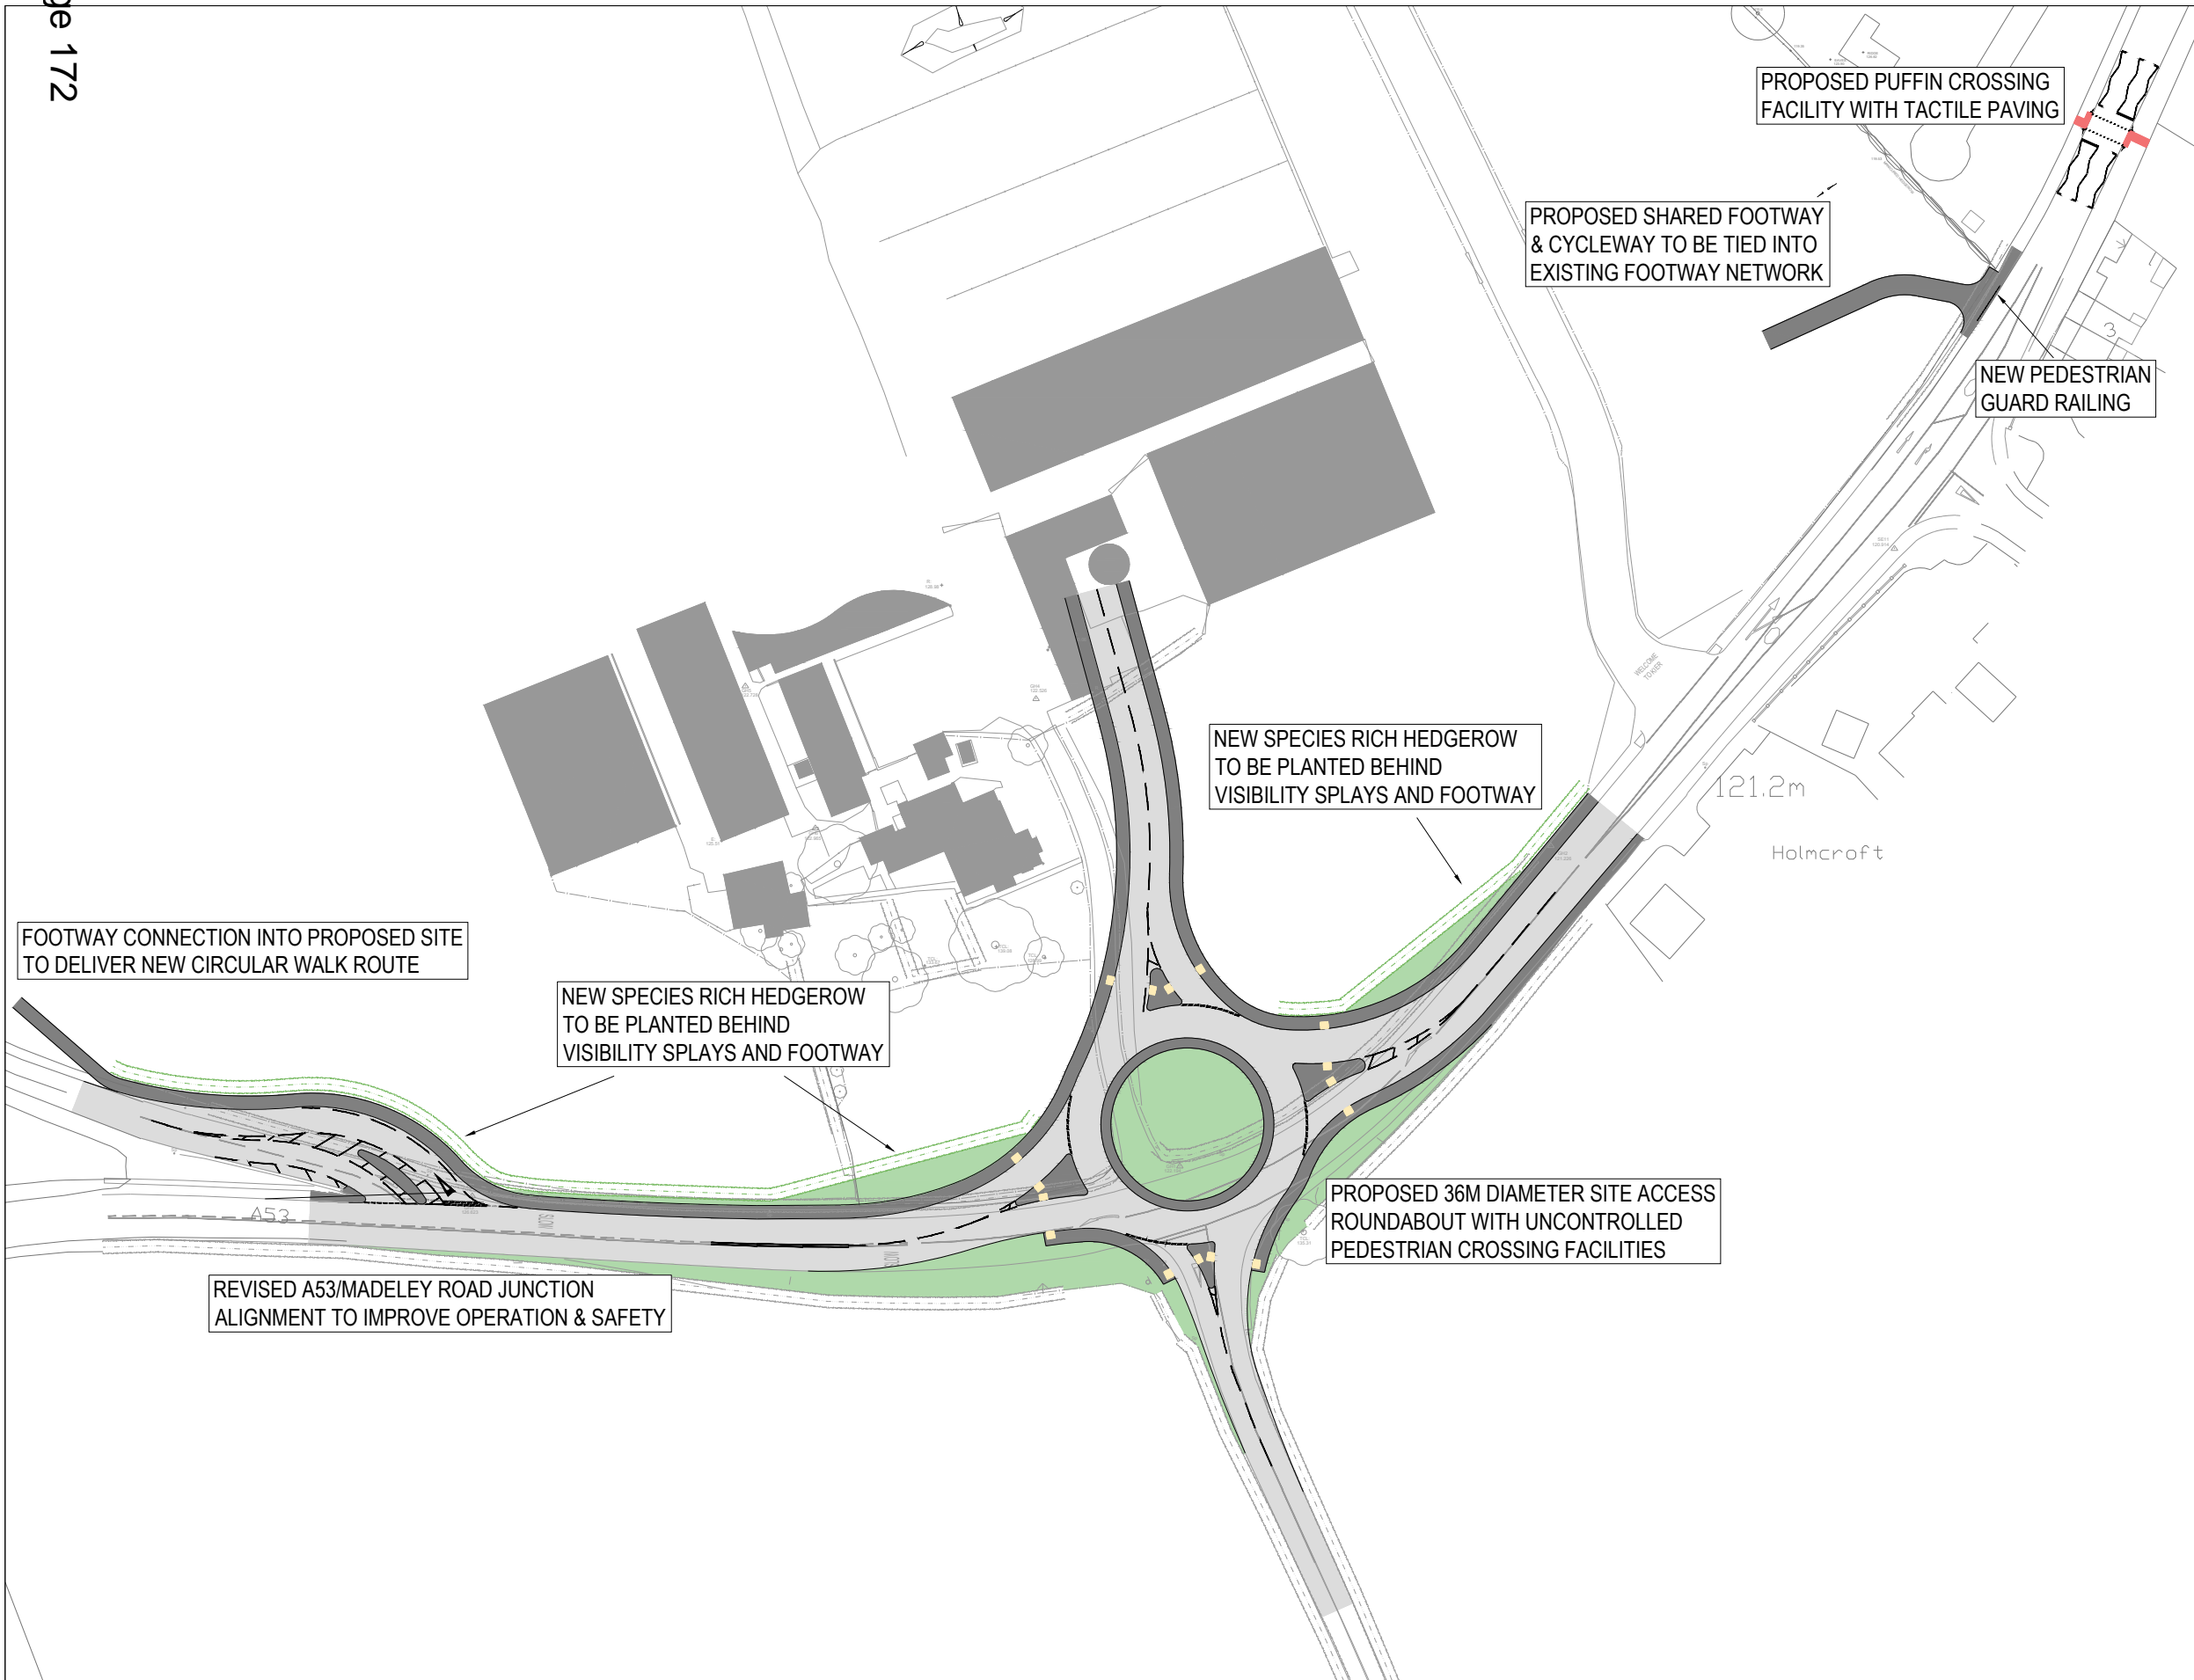 ge 172
PROPOSED PUFFIN CROSSING
FACILITY WITH TACTILE PAVING
PROPOSED SHARED FOOTWAY
& CYCLEWAY TO BE TIED INTO
EXISTING FOOTWAY NETWORK
3
NEW PEDESTRIAN
GUARD RAILING
WELCOME
NEW SPECIES RICH HEDGEROW
TO BE PLANTED BEHIND
VISIBILITY SPLAYS AND FOOTWAY
121.2m
Holmcroft
FOOTWAY CONNECTION INTO PROPOSED SITE
TO DELIVER NEW CIRCULAR WALK ROUTE
NEW SPECIES RICH HEDGEROW
TO BE PLANTED BEHIND
VISIBILITY SPLAYS AND FOOTWAY
A53
SLOW
SLOW
PROPOSED 36M DIAMETER SITE ACCESS
ROUNDABOUT WITH UNCONTROLLED
PEDESTRIAN CROSSING FACILITIES
REVISED A53/MADELEY ROAD JUNCTION
ALIGNMENT TO IMPROVE OPERATION & SAFETY